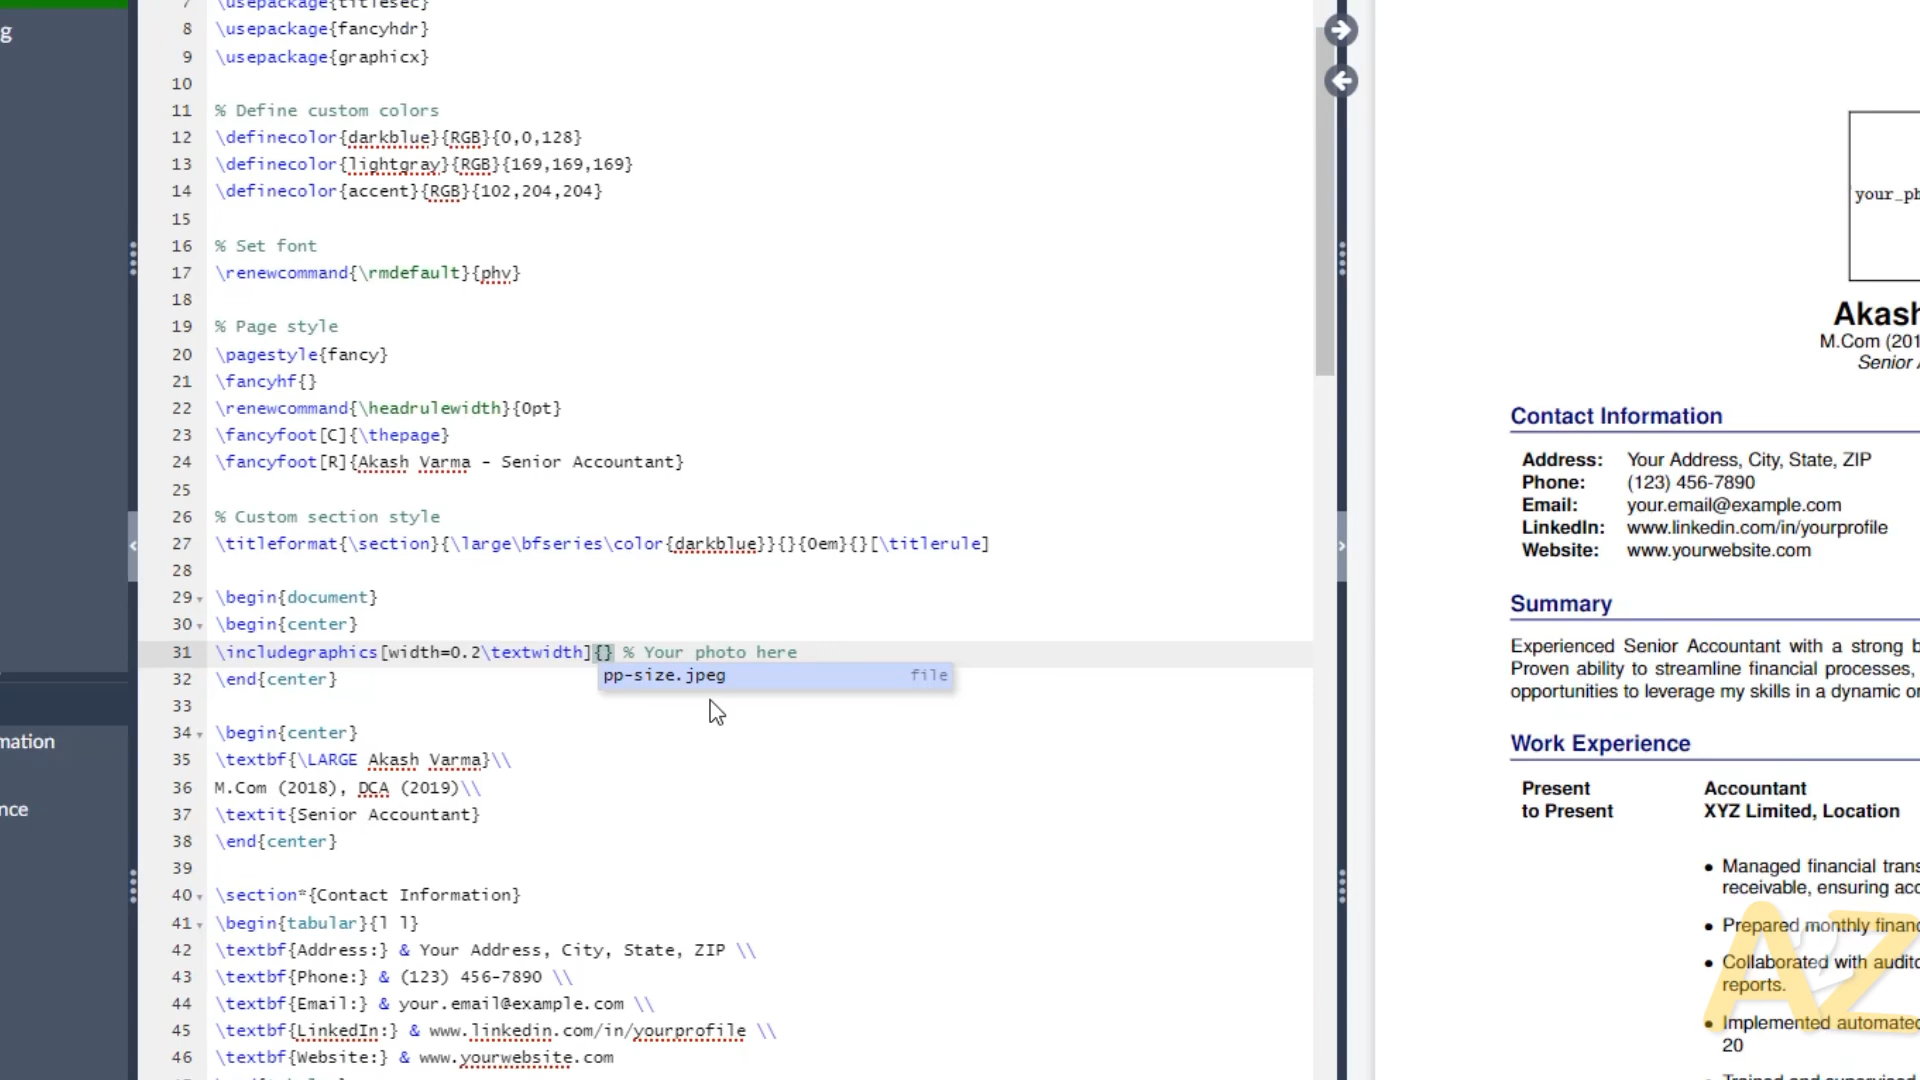 g
7 \usepackage{titlesec}
8 \usepackage{fancyhdr}
9 \usepackage{graphicx}
10
11 % Define custom colors
12 \definecolor{darkblue}{RGB}{0,0,128}
13 \definecolor{lightgray}{RGB}{169,169,169}
14 \definecolor{accent}{RGB}{102,204,204}
15
16 % Set font
17 \renewcommand{\rmdefault}{phv}
18
19 % Page style
20 \pagestyle{fancy}
21 \fancyhf{}
22 \renewcommand{\headrulewidth}{0pt}
23 \fancyfoot[C]{\thepage}
24 \fancyfoot[R]{Akash Varma - Senior Accountant}
25
26 % Custom section style
27 \titleformat{\section}{\large\bfseries\color{darkblue}}{}{0em}{}[\titlerule]
28
29 \begin{document}
30 \begin{center}
31 \includegraphics[width=0.2\textwidth]{} % Your photo here
pp-size.jpeg file
32 \end{center}
33
34 \begin{center}
35 \textbf{\LARGE Akash Varma}\\
36 M.Com (2018), DCA (2019)\\
37 \textit{Senior Accountant}
38 \end{center}
39
40 \section*{Contact Information}
41 \begin{tabular}{l l}
42 \textbf{Address:} & Your Address, City, State, ZIP \\
43 \textbf{Phone:} & (123) 456-7890 \\
44 \textbf{Email:} & your.email@example.com \\
45 \textbf{LinkedIn:} & www.linkedin.com/in/yourprofile \\
46 \textbf{Website:} & www.yourwebsite.com
mation
nce
your_ph
Akash
M.Com (201
Senior A
Contact Information
Address: Your Address, City, State, ZIP
Phone: (123) 456-7890
Email: your.email@example.com
LinkedIn: www.linkedin.com/in/yourprofile
Website: www.yourwebsite.com
Summary
Experienced Senior Accountant with a strong b
Proven ability to streamline financial processes,
opportunities to leverage my skills in a dynamic or
Work Experience
Present Accountant
to Present XYZ Limited, Location
• Managed financial trans
receivable, ensuring acc
• Prepared monthly financ
• Collaborated with audito
reports.
• Implemented automated
20
A2Z